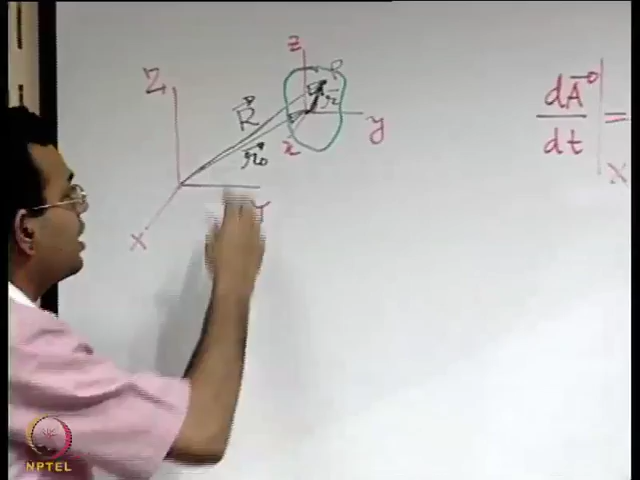 Z
z
R⃗
r⃗
y
x
r⃗₀
X
dA⃗
dt
=
X
NPTEL